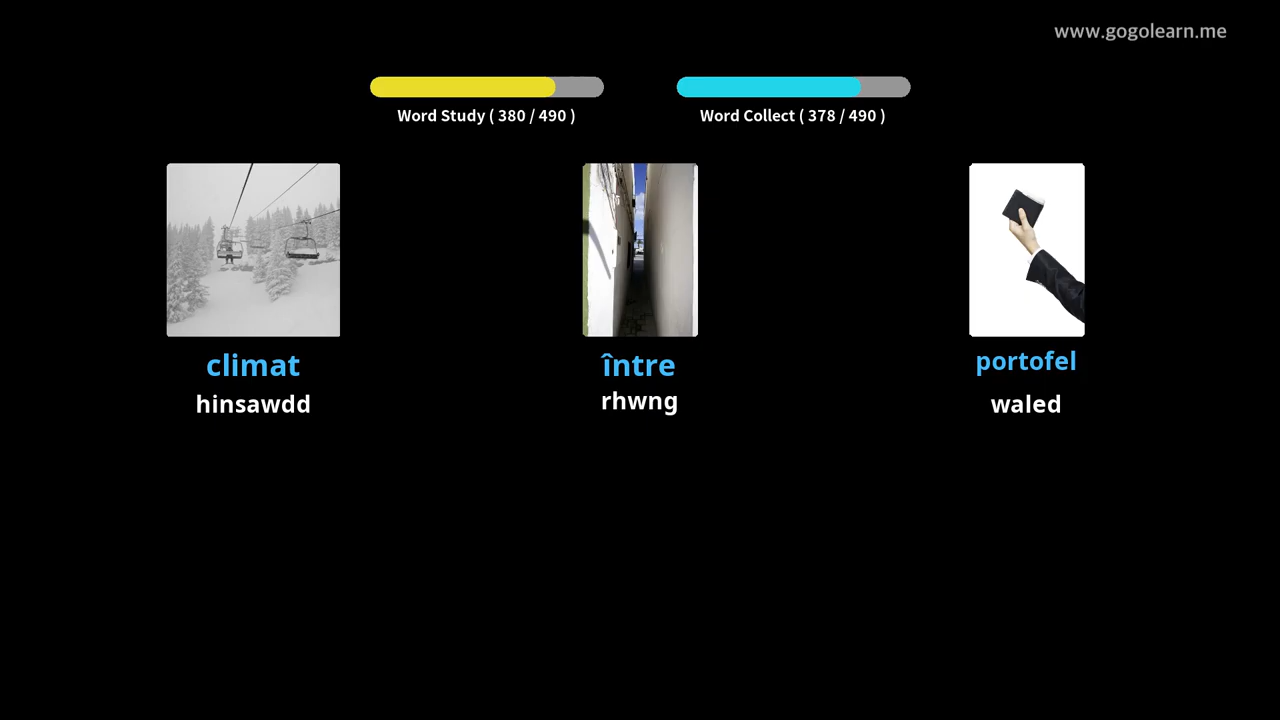 www.gogolearn.me
Word Study ( 380 / 490 )
Word Collect ( 378 / 490 )
climat
hinsawdd
între
rhwng
portofel
waled